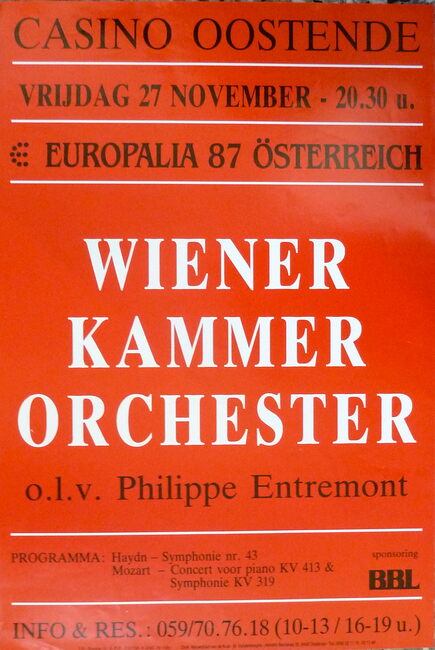 CASINO OOSTENDE
VRIJDAG 27 NOVEMBER - 20.30 u.
EUROPALIA 87 ÖSTERREICH
WIENER
KAMMER
ORCHESTER
o.l.v. Philippe Entremont
PROGRAMMA: Haydn – Symphonie nr. 43
Mozart – Concert voor piano KV 413 &
Symphonie KV 319
sponsoring
BBL
INFO & RES.: 059/70.76.18 (10-13 / 16-19 u.)